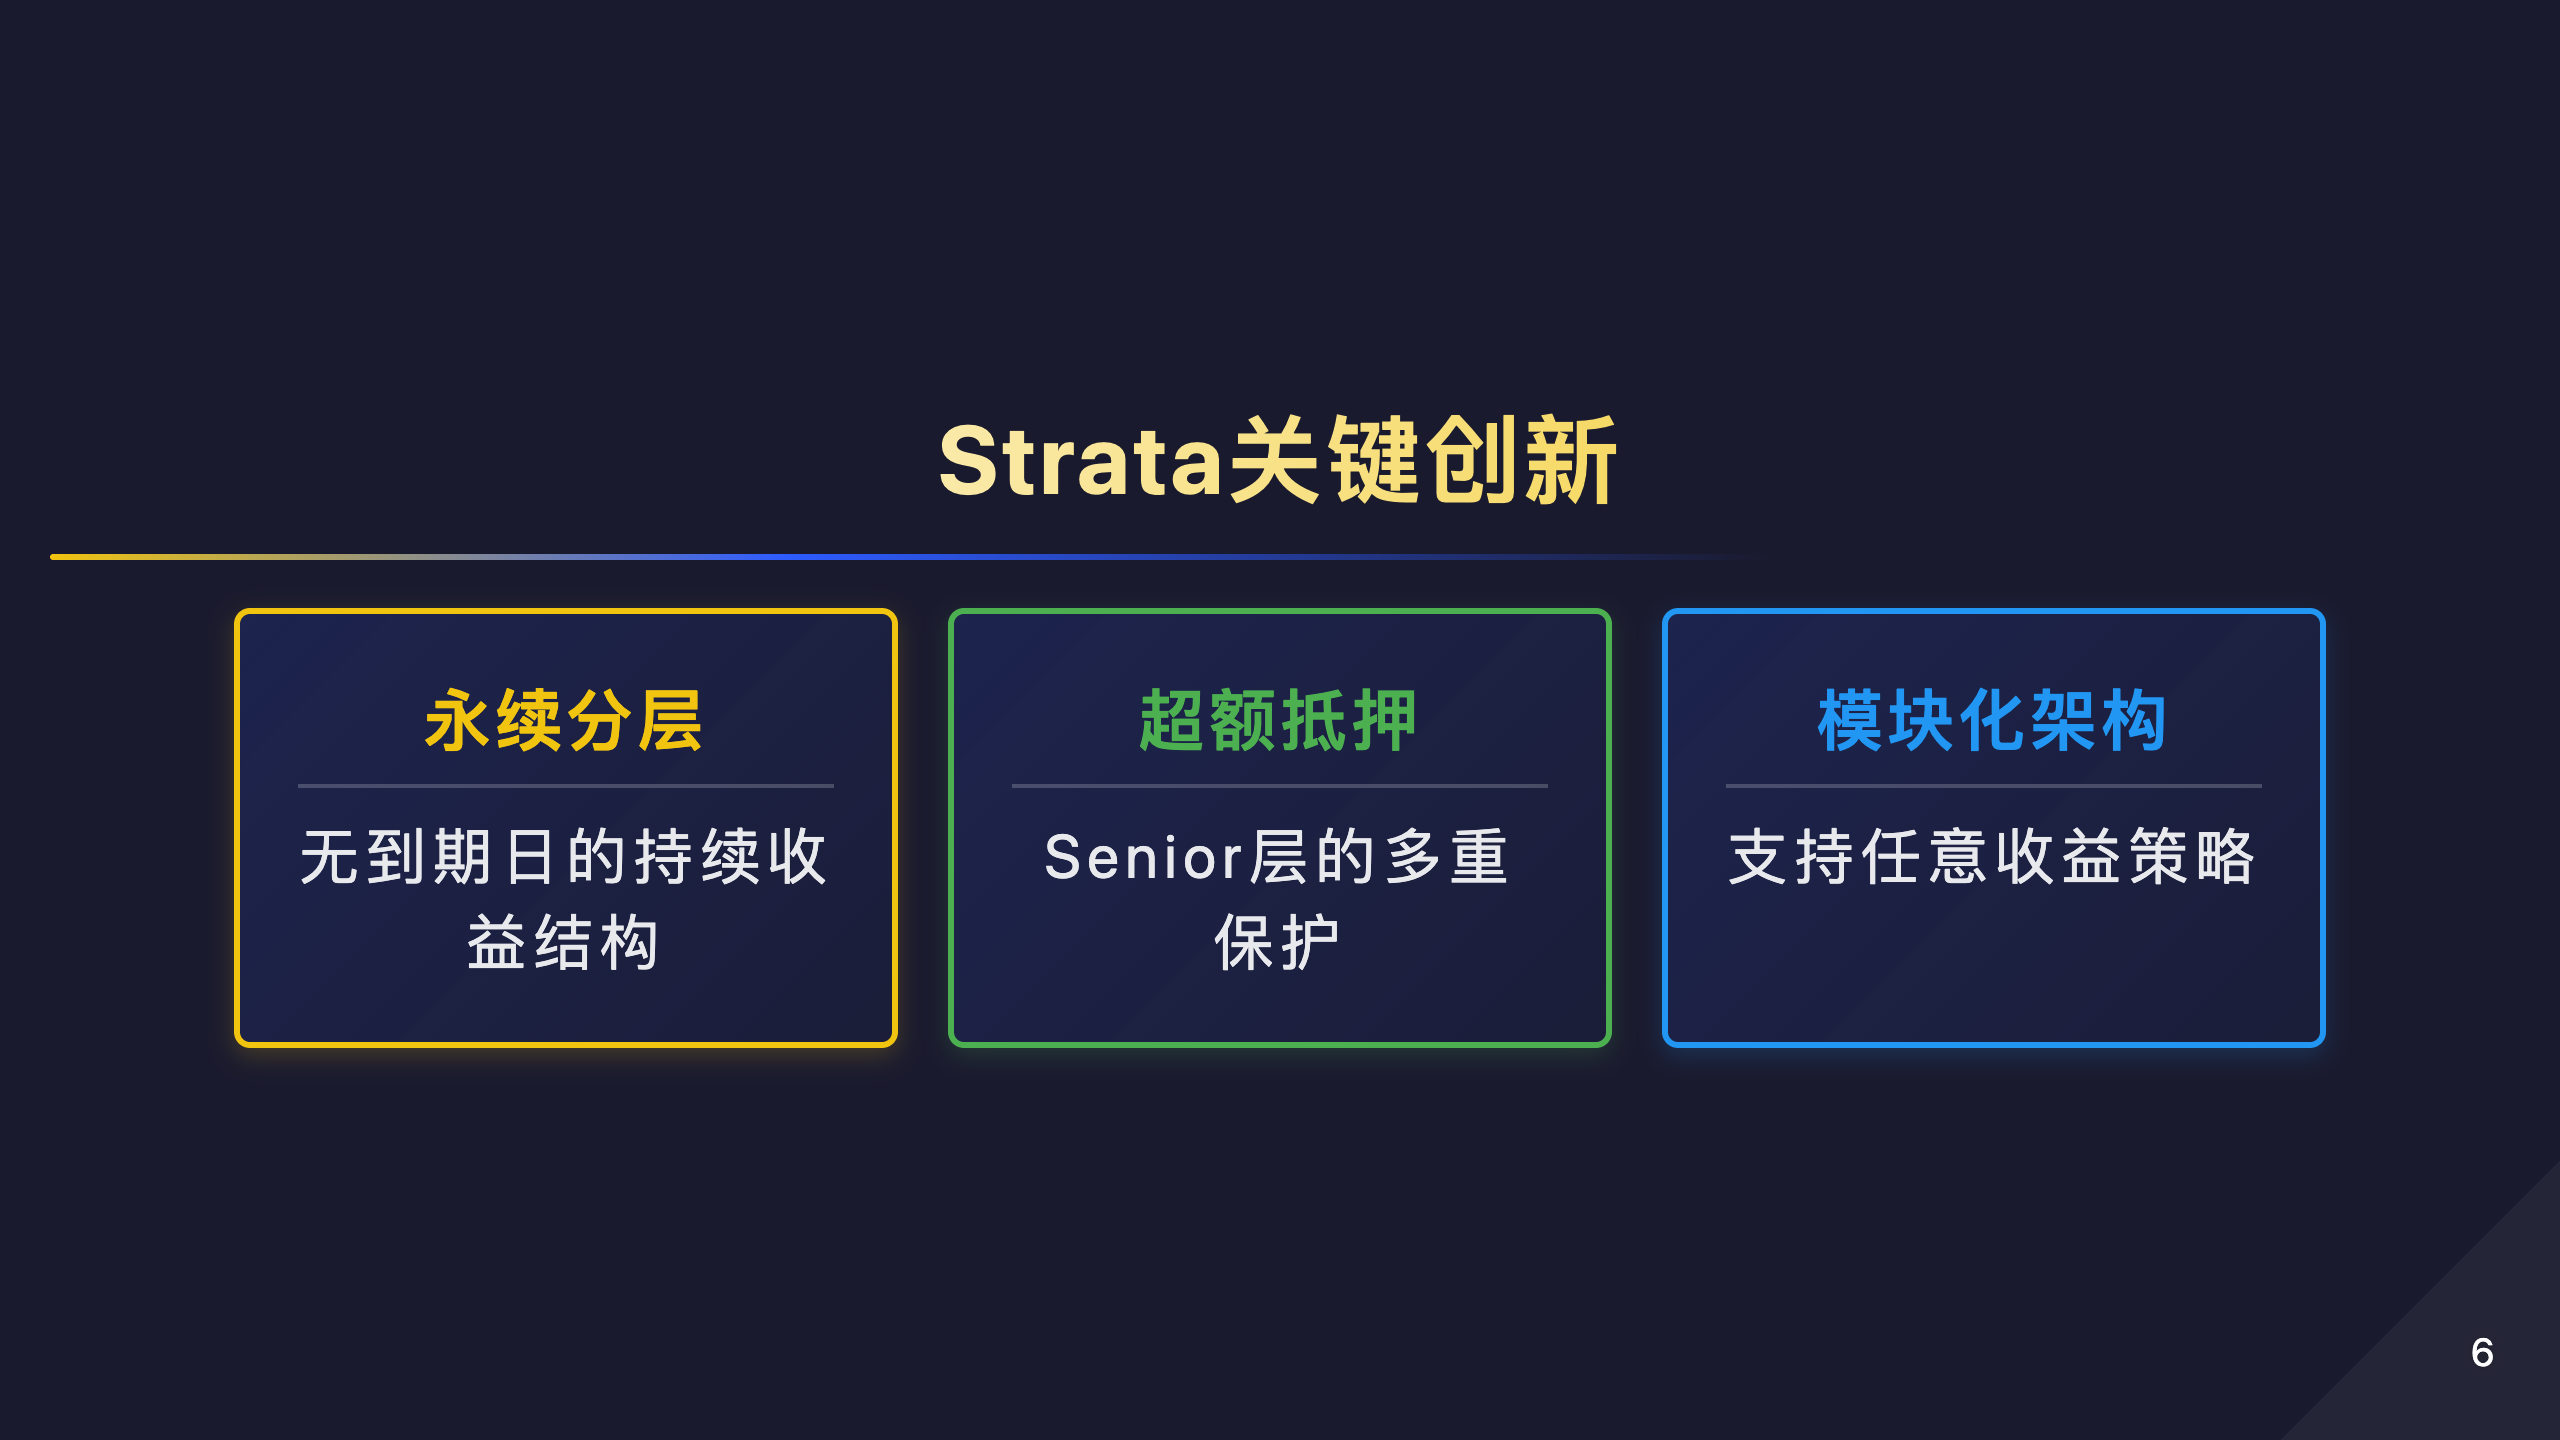 Strata关键创新
永续分层
无到期日的持续收
益结构
超额抵押
Senior层的多重
保护
模块化架构
支持任意收益策略
6